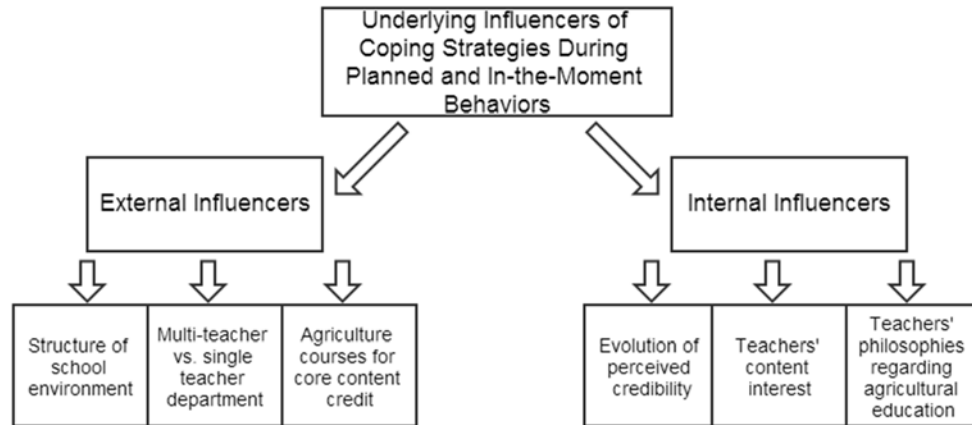 Underlying Influencers of
Coping Strategies During
Planned and In-the-Moment
Behaviors
External Influencers
Internal Influencers
Structure of
school
environment
Multi-teacher
vs. single
teacher
department
Agriculture
courses for
core content
credit
Evolution of
perceived
credibility
Teachers'
content
interest
Teachers'
philosophies
regarding
agricultural
education